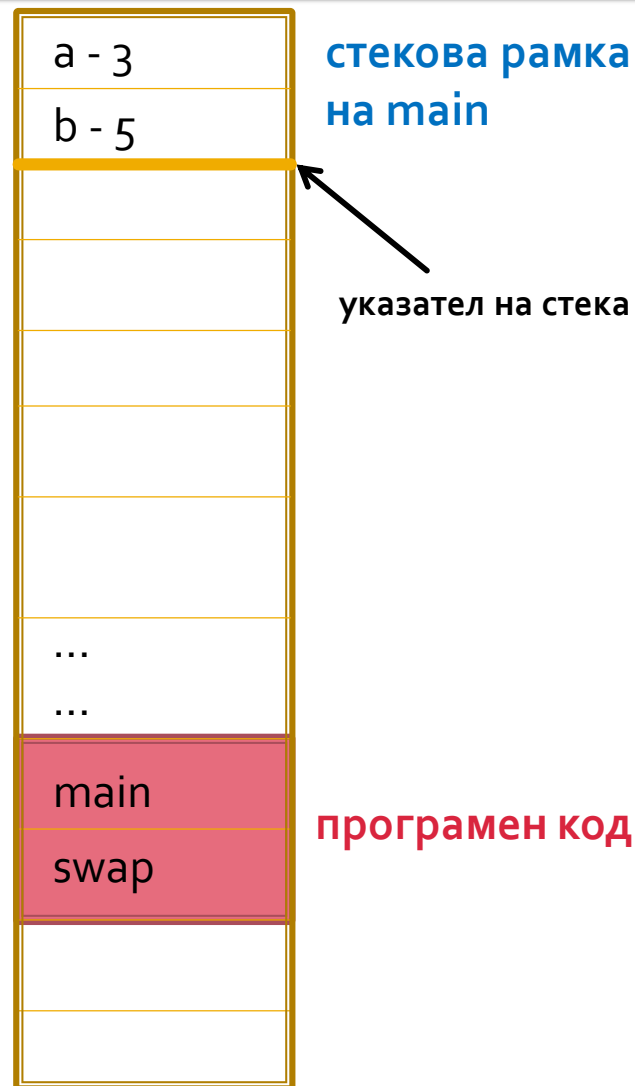 a - 3
стекова рамка
на main
b - 5
указател на стека
...
...
main
програмен код
swap